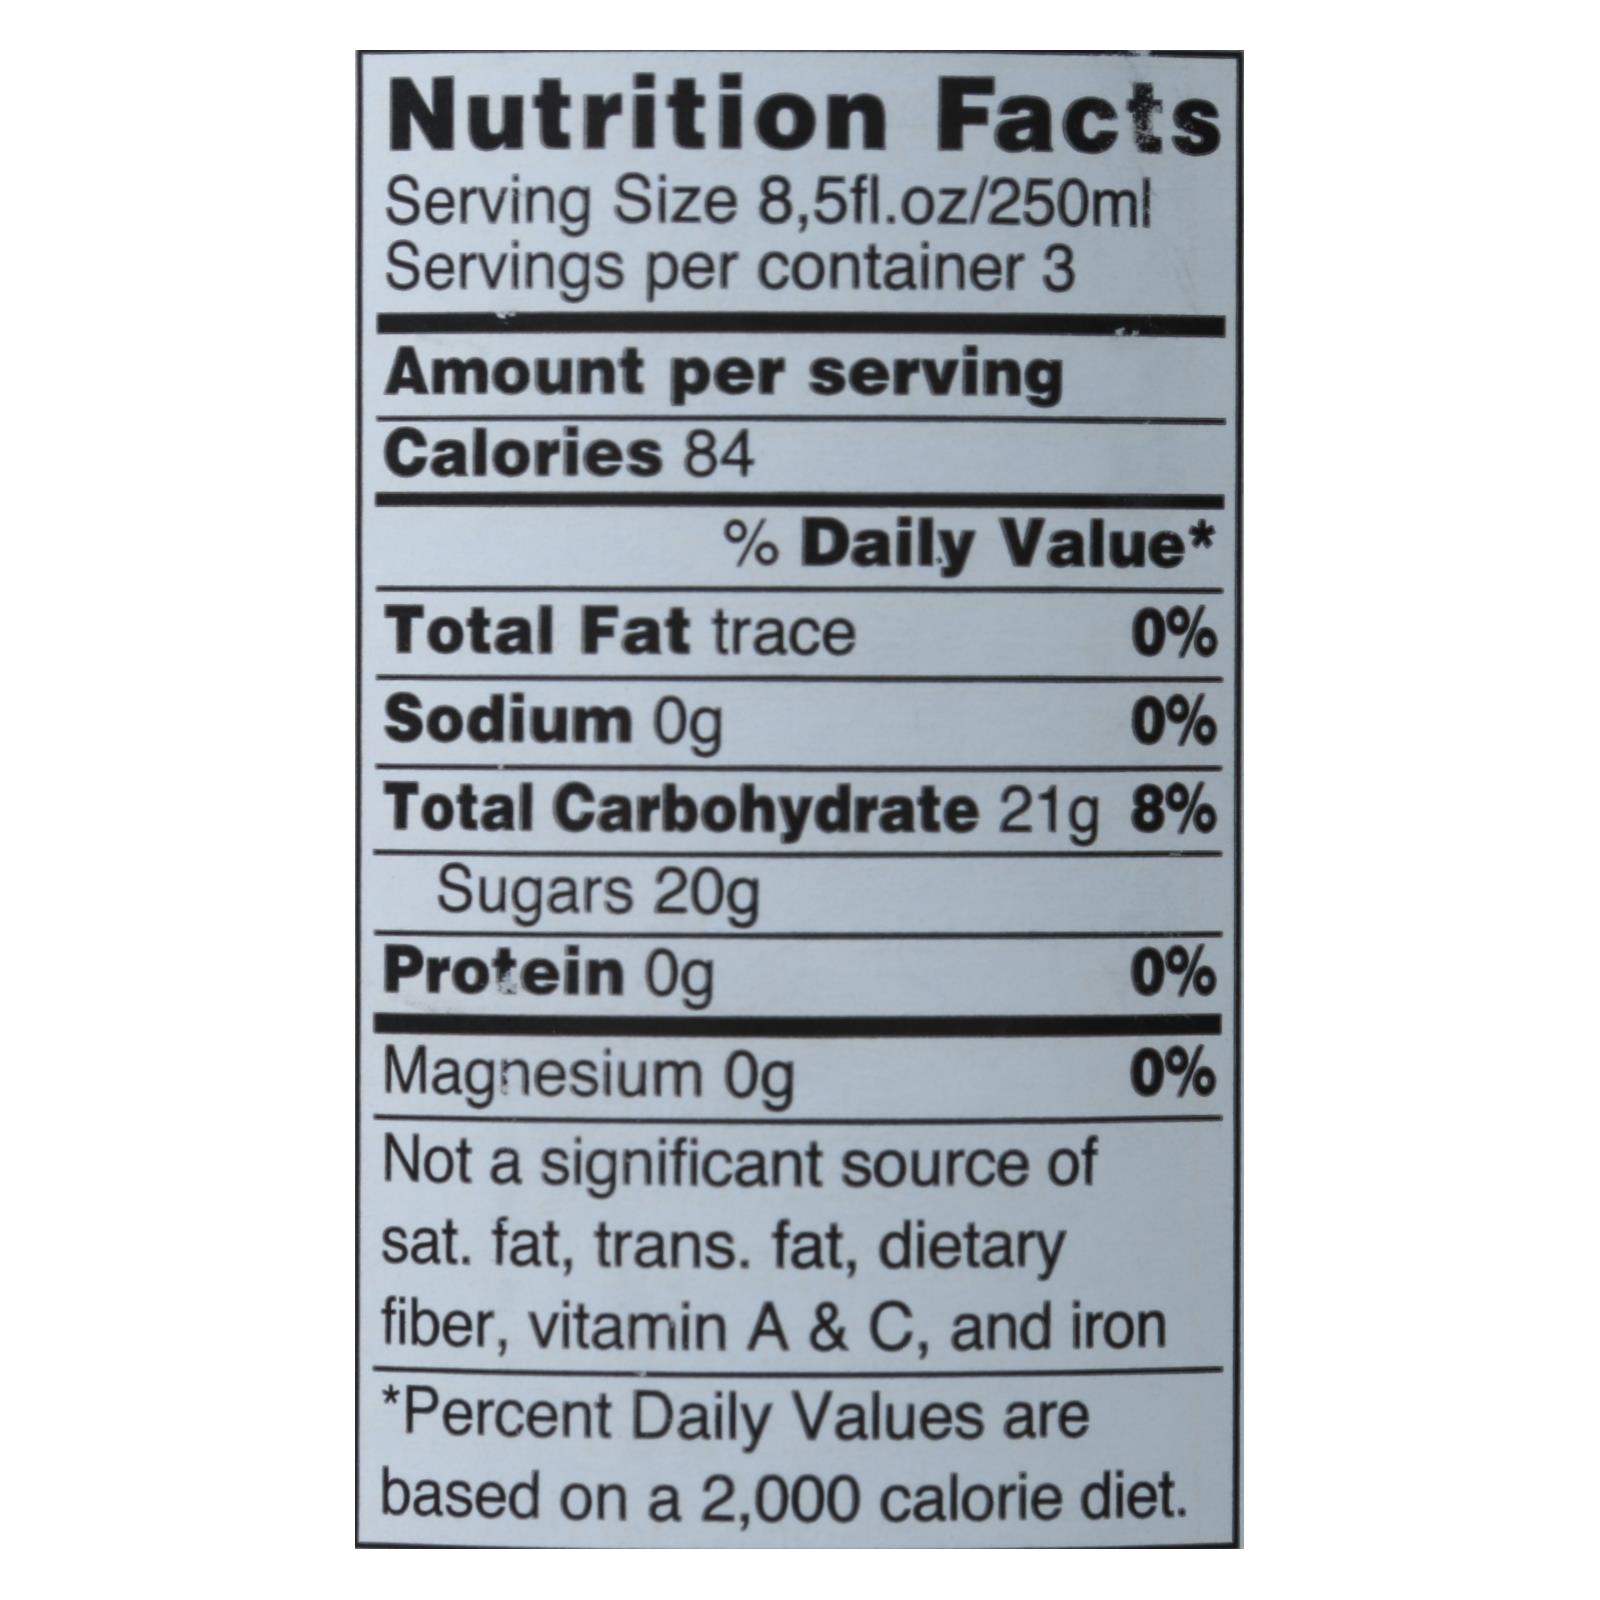 Nutrition Facts
Serving Size 8,5fl.oz/250ml
Servings per container 3
Amount per serving
Calories 84
% Daily Value*
Total Fat trace 0%
Sodium 0g 0%
Total Carbohydrate 21g 8%
Sugars 20g
Protein 0g 0%
Magnesium 0g 0%
Not a significant source of
sat. fat, trans. fat, dietary
fiber, vitamin A & C, and iron
*Percent Daily Values are
based on a 2,000 calorie diet.